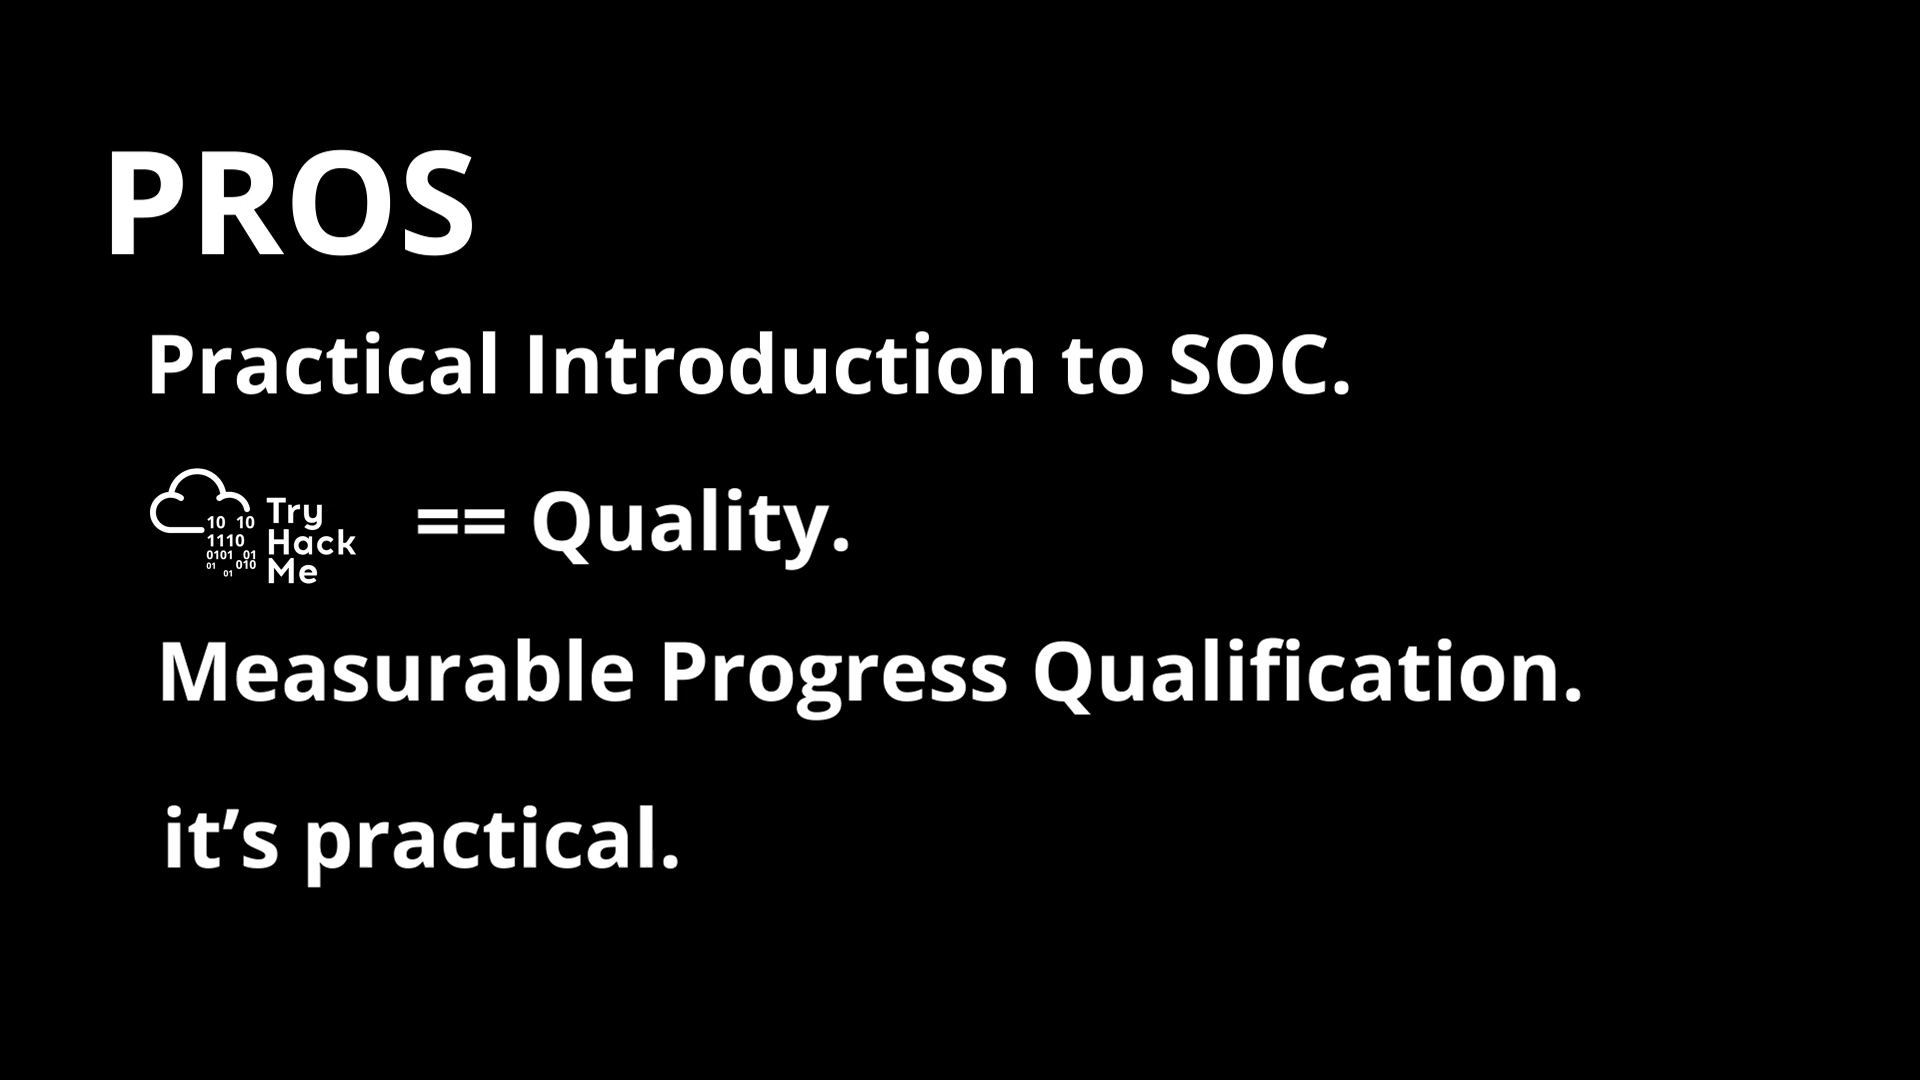 PROS
Practical Introduction to SOC.
Try
Hack
Me
10 10
1110
0101 01
01 010
01
== Quality.
Measurable Progress Qualification.
it’s practical.